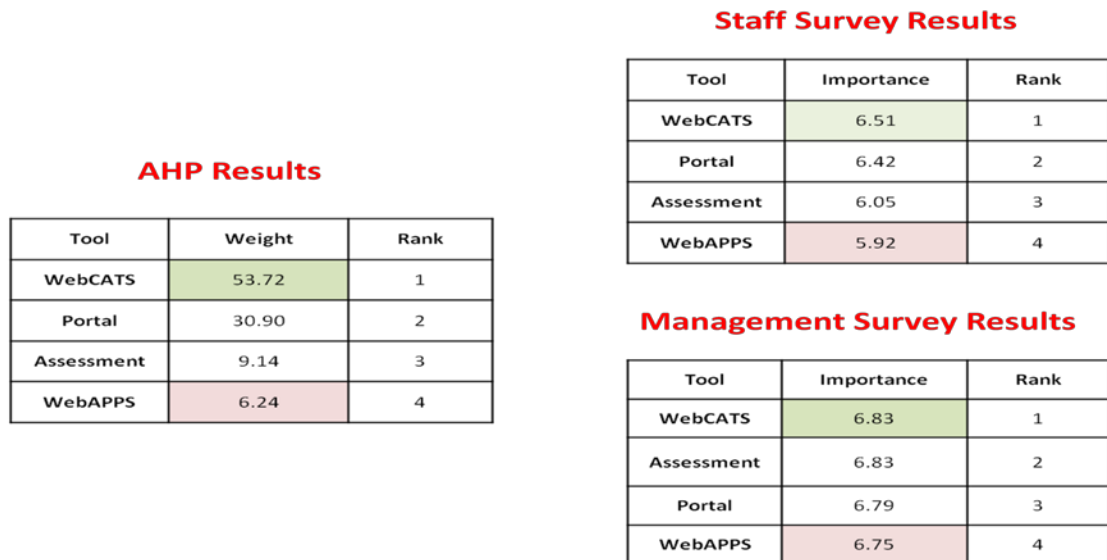 AHP Results
Tool Weight Rank
WebCATS 53.72 1
Portal 30.90 2
Assessment 9.14 3
WebAPPS 6.24 4
Staff Survey Results
Tool Importance Rank
WebCATS 6.51 1
Portal 6.42 2
Assessment 6.05 3
WebAPPS 5.92 4
Management Survey Results
Tool Importance Rank
WebCATS 6.83 1
Assessment 6.83 2
Portal 6.79 3
WebAPPS 6.75 4